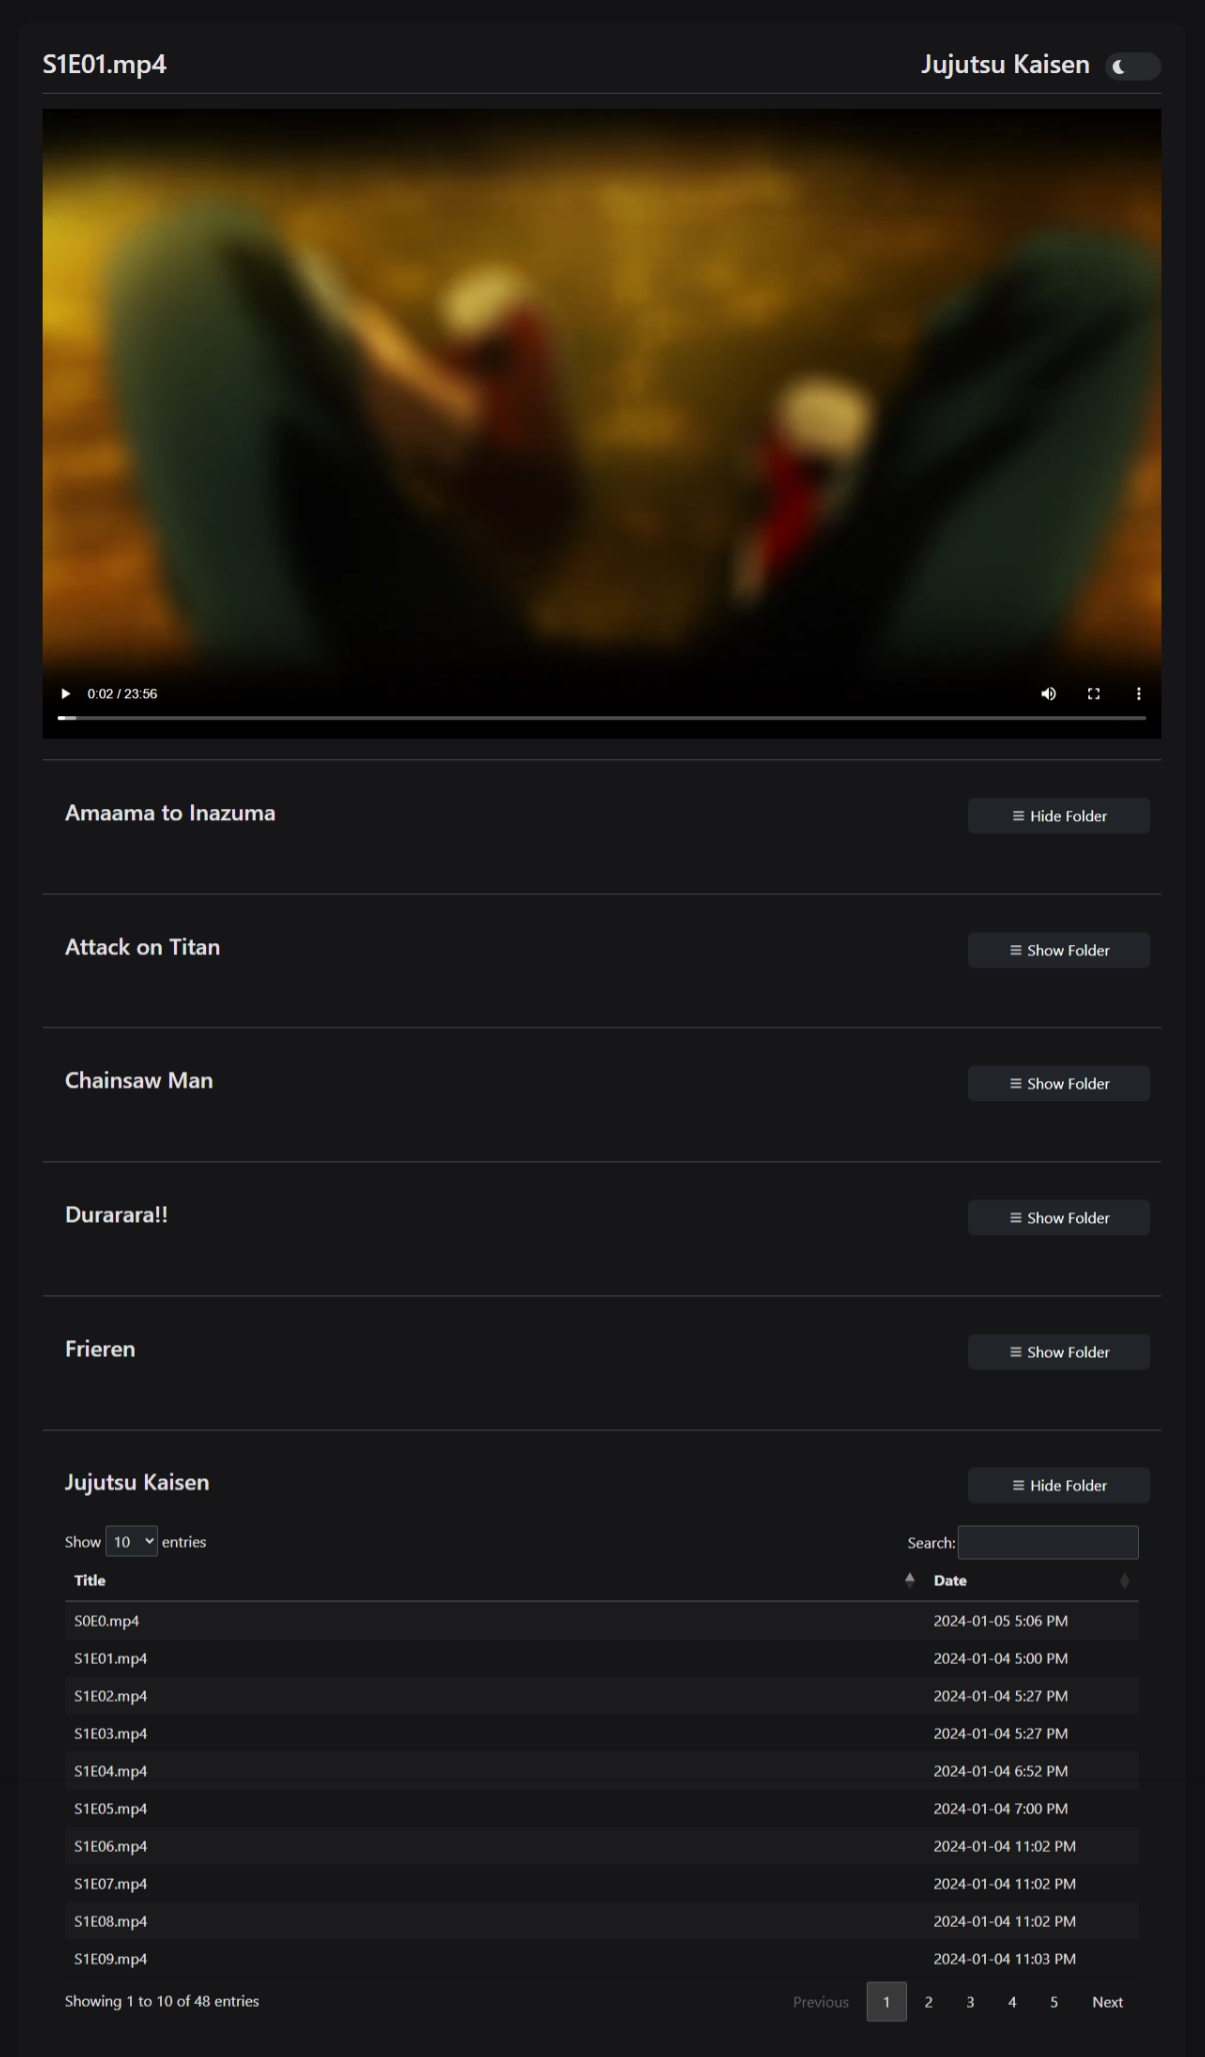 S1E01.mp4 Jujutsu Kaisen
0:02 / 23:56
Amaama to Inazuma Hide Folder
Attack on Titan Show Folder
Chainsaw Man Show Folder
Durarara!! Show Folder
Frieren Show Folder
Jujutsu Kaisen Hide Folder
Show 10 entries Search:
Title Date
S0E0.mp4 2024-01-05 5:06 PM
S1E01.mp4 2024-01-04 5:00 PM
S1E02.mp4 2024-01-04 5:27 PM
S1E03.mp4 2024-01-04 5:27 PM
S1E04.mp4 2024-01-04 6:52 PM
S1E05.mp4 2024-01-04 7:00 PM
S1E06.mp4 2024-01-04 11:02 PM
S1E07.mp4 2024-01-04 11:02 PM
S1E08.mp4 2024-01-04 11:02 PM
S1E09.mp4 2024-01-04 11:03 PM
Showing 1 to 10 of 48 entries Previous 1 2 3 4 5 Next